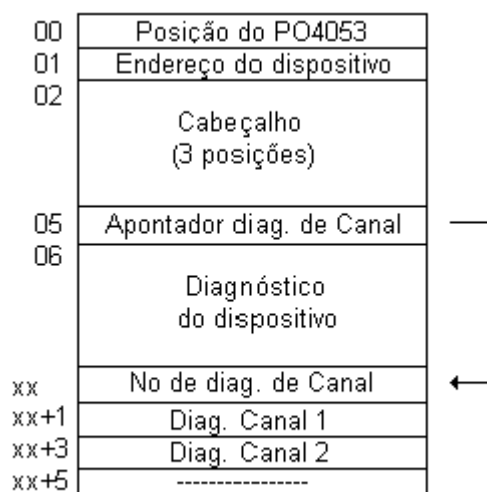 00 Posição do PO4053
01 Endereço do dispositivo
02
Cabeçalho
(3 posições)
05 Apontador diag. de Canal
06
Diagnóstico
do dispositivo
xx No de diag. de Canal
xx+1 Diag. Canal 1
xx+3 Diag. Canal 2
xx+5 ----------------